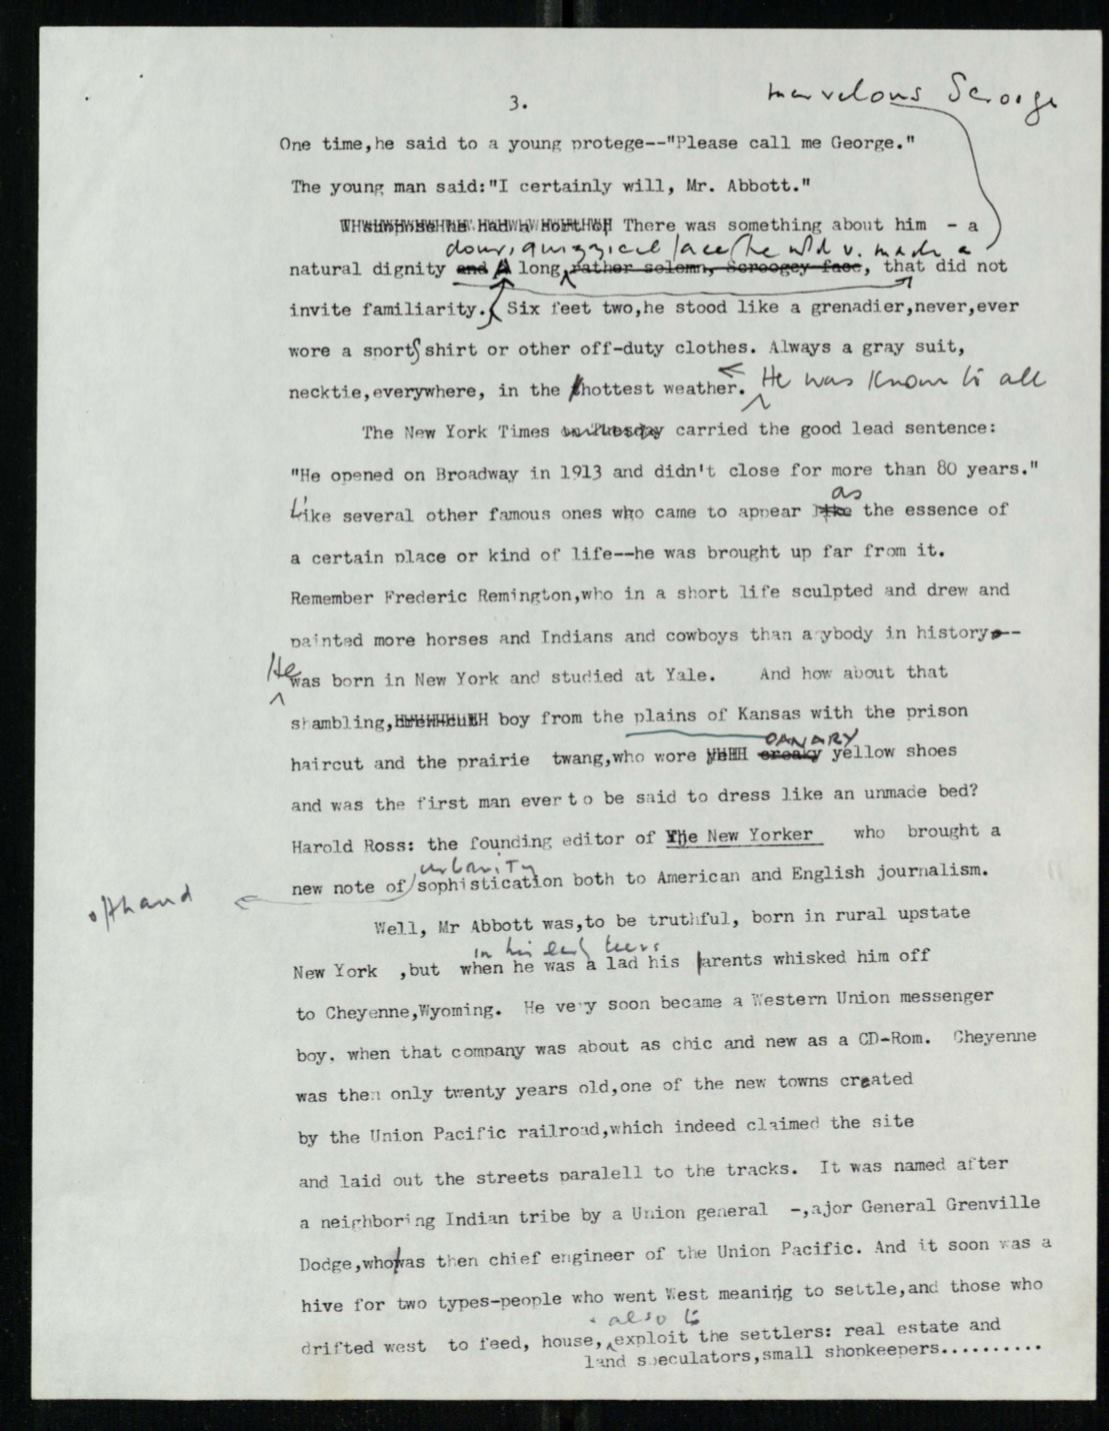 3.
marvelous Scrooge
One time,he said to a young protege--"Please call me George."
The young man said:"I certainly will, Mr. Abbott."
There was something about him - a
dour,quizzical face/he wld v. made a
natural dignity and A long rather solemn, Scroogey face, that did not
invite familiarity. Six feet two,he stood like a grenadier,never,ever
wore a sports shirt or other off-duty clothes. Always a gray suit,
necktie,everywhere, in the hottest weather. He was known to all
The New York Times on Tuesday carried the good lead sentence:
"He opened on Broadway in 1913 and didn't close for more than 80 years."
as
Like several other famous ones who came to appear like the essence of
a certain place or kind of life--he was brought up far from it.
Remember Frederic Remington,who in a short life sculpted and drew and
painted more horses and Indians and cowboys than anybody in history--
He
was born in New York and studied at Yale. And how about that
shambling, boy from the plains of Kansas with the prison
CANARY
haircut and the prairie twang,who wore creaky yellow shoes
and was the first man ever to be said to dress like an unmade bed?
Harold Ross: the founding editor of The New Yorker who brought a
urbanity
new note of sophistication both to American and English journalism.
offhand
Well, Mr Abbott was,to be truthful, born in rural upstate
in his early teens
New York ,but when he was a lad his parents whisked him off
to Cheyenne,Wyoming. He very soon became a Western Union messenger
boy. when that company was about as chic and new as a CD-Rom. Cheyenne
was then only twenty years old,one of the new towns created
by the Union Pacific railroad,which indeed claimed the site
and laid out the streets paralell to the tracks. It was named after
a neighboring Indian tribe by a Union general -,ajor General Grenville
Dodge,who was then chief engineer of the Union Pacific. And it soon was a
hive for two types-people who went West meaning to settle,and those who
also to
drifted west to feed, house, exploit the settlers: real estate and
land speculators,small shopkeepers..........